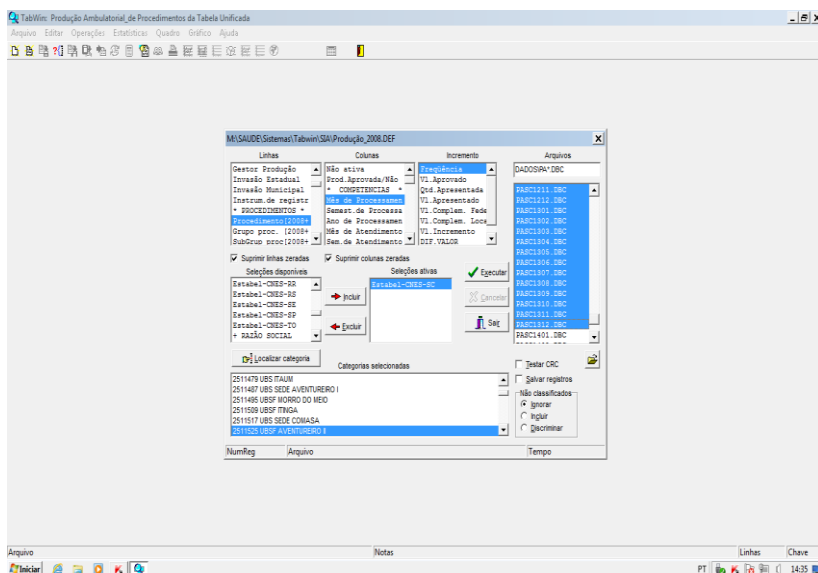 TabWin: Produção Ambulatorial_de Procedimentos da Tabela Unificada
Arquivo Editar Operações Estatísticas Quadro Gráfico Ajuda
M:\SAUDE\Sistemas\Tabwin\SIA\Produção_2008.DEF
Linhas Colunas Incremento Arquivos
Gestor Produção
Invasão Estadual
Invasão Municipal
Instrum.de registr
* PROCEDIMENTOS *
Procedimento[2008+
Grupo proc. [2008+
SubGrup proc[2008+
Não ativa
Prod.Aprovada/Não
* COMPETENCIAS *
Mês de Processamen
Semest.de Processa
Ano de Processamen
Mês de Atendimento
Sem.de Atendimento
Freqüência
Vl.Aprovado
Qtd.Apresentada
Vl.Apresentado
Vl.Complem. Fede
Vl.Complem. Loca
Vl.Incremento
DIF.VALOR
DADOS\PA*.DBC
PASC1211.DBC
PASC1212.DBC
PASC1301.DBC
PASC1302.DBC
PASC1303.DBC
PASC1304.DBC
PASC1305.DBC
PASC1306.DBC
PASC1307.DBC
PASC1308.DBC
PASC1309.DBC
PASC1310.DBC
PASC1311.DBC
PASC1312.DBC
PASC1401.DBC
Suprimir linhas zeradas Suprimir colunas zeradas
Seleções disponíveis Seleções ativas
Estabel-CNES-RR
Estabel-CNES-RS
Estabel-CNES-SE
Estabel-CNES-SP
Estabel-CNES-TO
+ RAZÃO SOCIAL
Incluir
Excluir
Estabel-CNES-SC
Executar
Cancelar
Sair
Localizar categoria
Categorias selecionadas
2511479 UBS ITAUM
2511487 UBS SEDE AVENTUREIRO I
2511495 UBSF MORRO DO MEIO
2511509 UBSF ITINGA
2511517 UBS SEDE COMASA
2511525 UBSF AVENTUREIRO II
Testar CRC
Salvar registros
Não classificados
Ignorar
Incluir
Discriminar
NumReg Arquivo Tempo
Arquivo Notas Linhas Chave
Iniciar PT 14:35